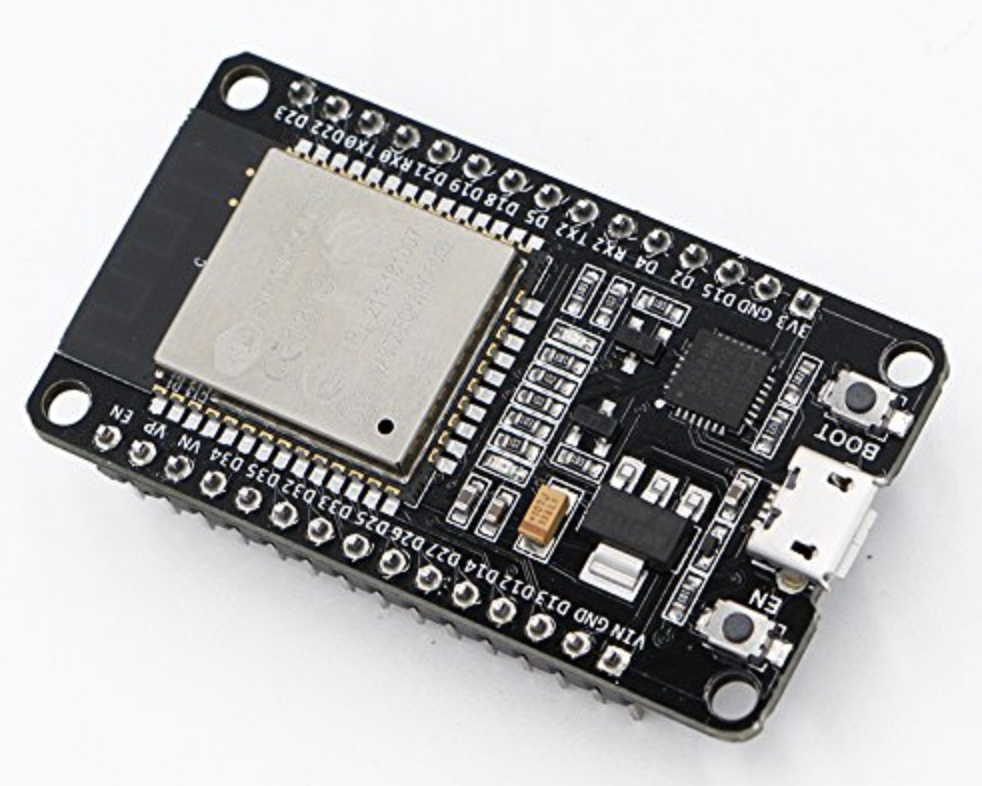 D23
D22
TX0
RX0
D21
D19
D18
D5
TX2
RX2
D4
D2
D15
GND
3V3
EN
VP
VN
D34
D35
D32
D33
D25
D26
D27
D14
D12
D13
GND
VIN
BOOT
EN